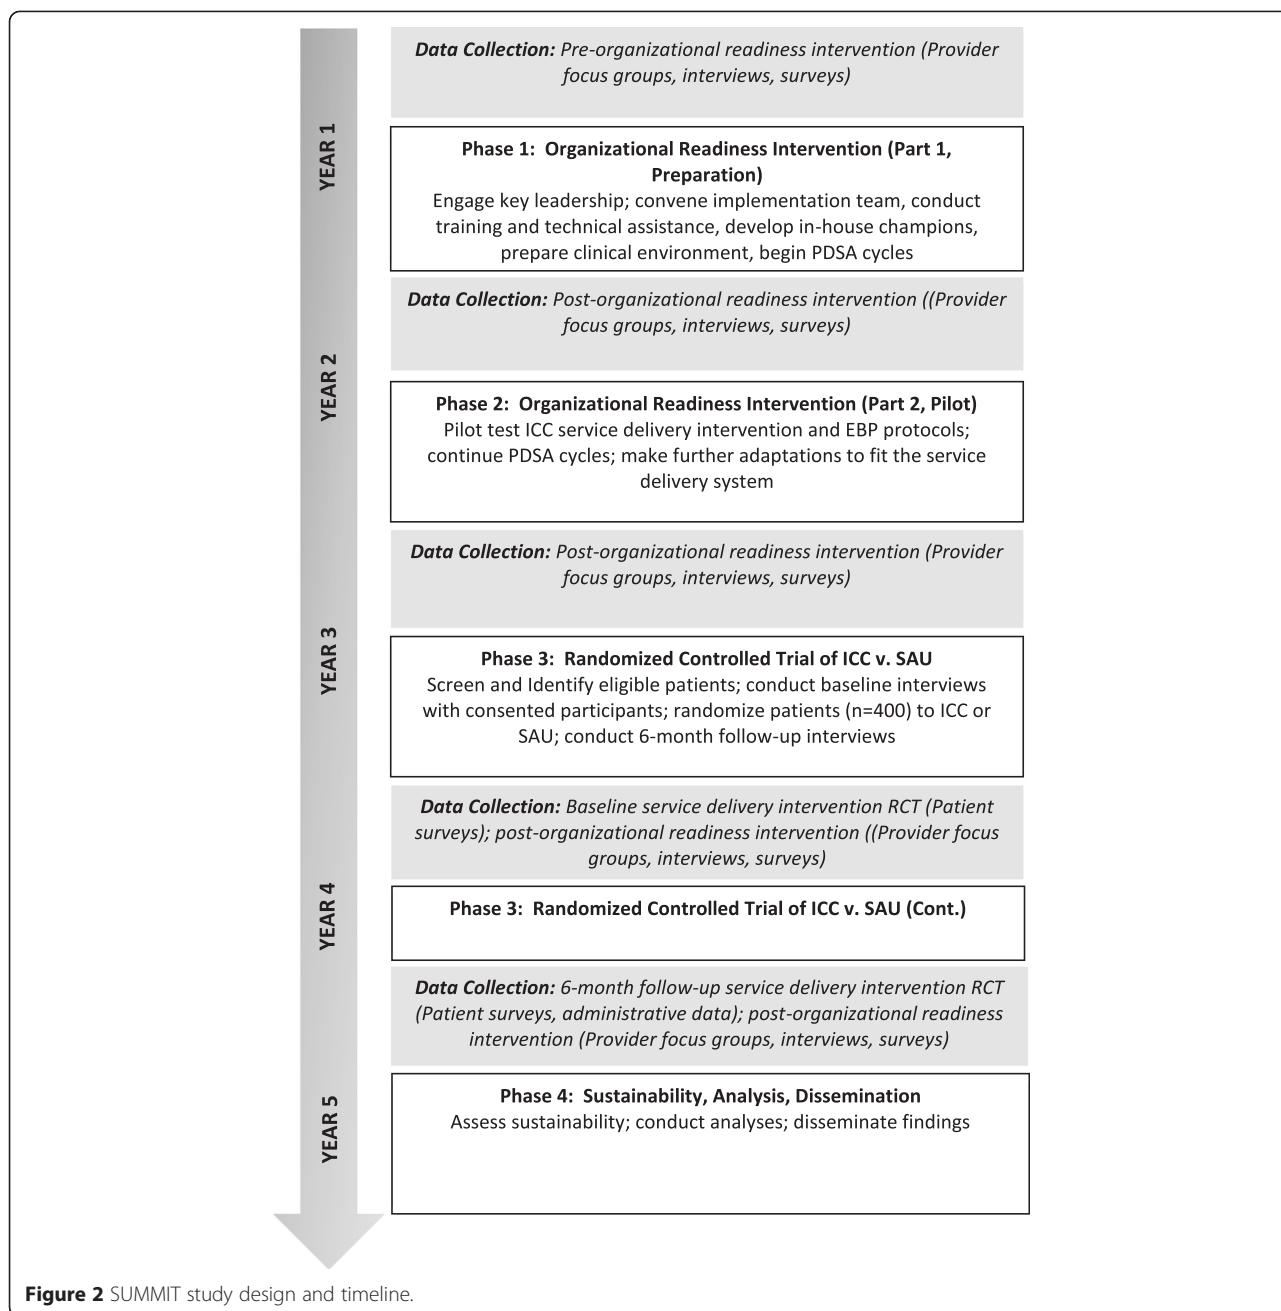 Data Collection: Pre-organizational readiness intervention (Provider
focus groups, interviews, surveys)
YEAR 1
Phase 1: Organizational Readiness Intervention (Part 1,
Preparation)
Engage key leadership; convene implementation team, conduct
training and technical assistance, develop in-house champions,
prepare clinical environment, begin PDSA cycles
Data Collection: Post-organizational readiness intervention ((Provider
focus groups, interviews, surveys)
YEAR 2
Phase 2: Organizational Readiness Intervention (Part 2, Pilot)
Pilot test ICC service delivery intervention and EBP protocols;
continue PDSA cycles; make further adaptations to fit the service
delivery system
Data Collection: Post-organizational readiness intervention (Provider
focus groups, interviews, surveys)
YEAR 3
Phase 3: Randomized Controlled Trial of ICC v. SAU
Screen and Identify eligible patients; conduct baseline interviews
with consented participants; randomize patients (n=400) to ICC or
SAU; conduct 6-month follow-up interviews
Data Collection: Baseline service delivery intervention RCT (Patient
surveys); post-organizational readiness intervention ((Provider focus
groups, interviews, surveys)
YEAR 4
Phase 3: Randomized Controlled Trial of ICC v. SAU (Cont.)
Data Collection: 6-month follow-up service delivery intervention RCT
(Patient surveys, administrative data); post-organizational readiness
intervention (Provider focus groups, interviews, surveys)
YEAR 5
Phase 4: Sustainability, Analysis, Dissemination
Assess sustainability; conduct analyses; disseminate findings
Figure 2 SUMMIT study design and timeline.